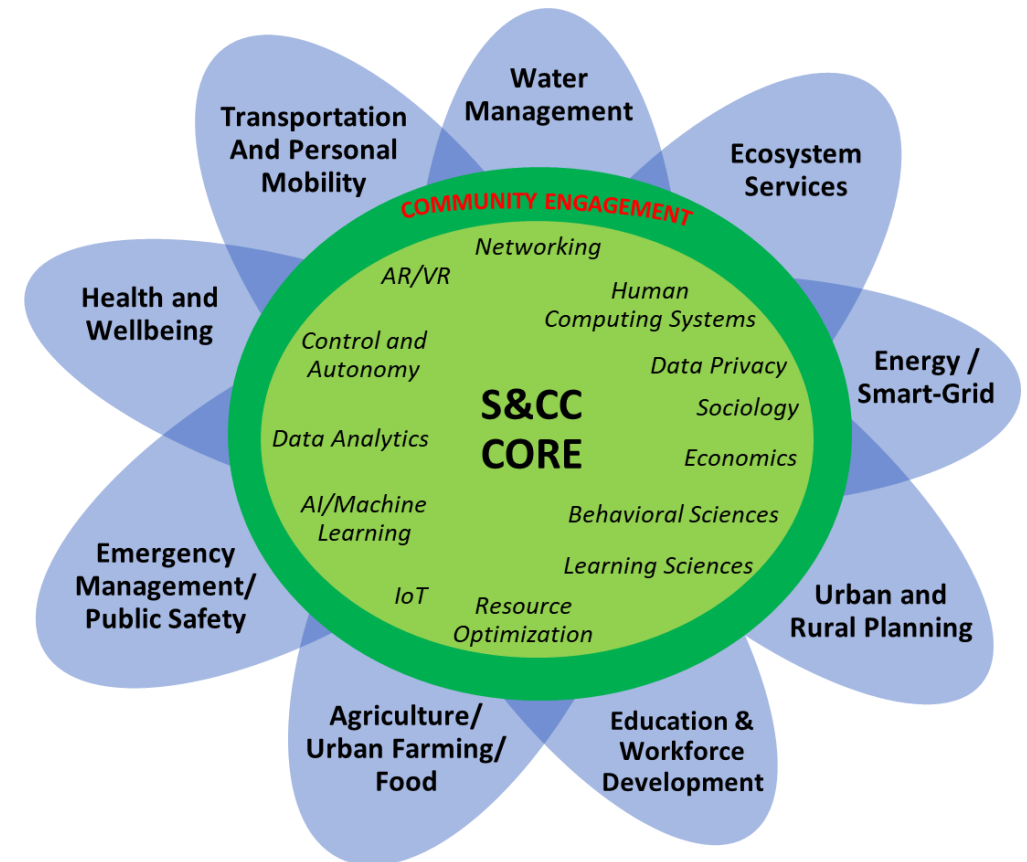 Water
Management
Transportation
And Personal
Mobility
Ecosystem
Services
Health and
Wellbeing
Energy /
Smart-Grid
Emergency
Management/
Public Safety
Urban and
Rural Planning
Agriculture/
Urban Farming/
Food
Education &
Workforce
Development
COMMUNITY ENGAGEMENT
Networking
AR/VR
Human
Computing Systems
Control and
Autonomy
Data Privacy
Sociology
S&CC
CORE
Data Analytics
Economics
AI/Machine
Learning
Behavioral Sciences
Learning Sciences
IoT
Resource
Optimization